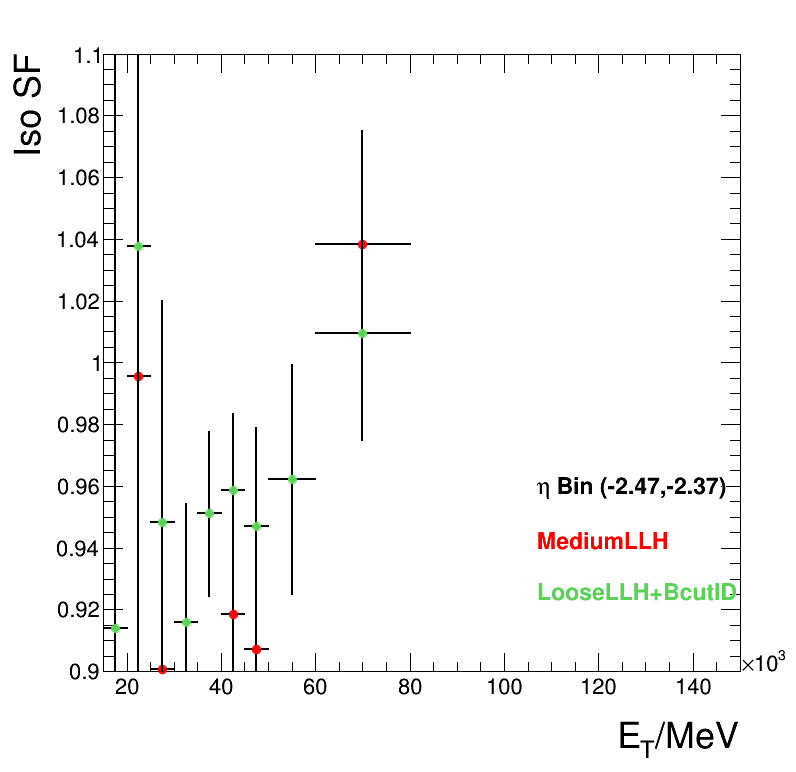 Iso SF
1.1
1.08
1.06
1.04
1.02
1
0.98
0.96
0.94
0.92
0.9
η Bin (-2.47,-2.37)
MediumLLH
LooseLLH+BcutID
20 40 60 80 100 120 140
×10³
E_T/MeV